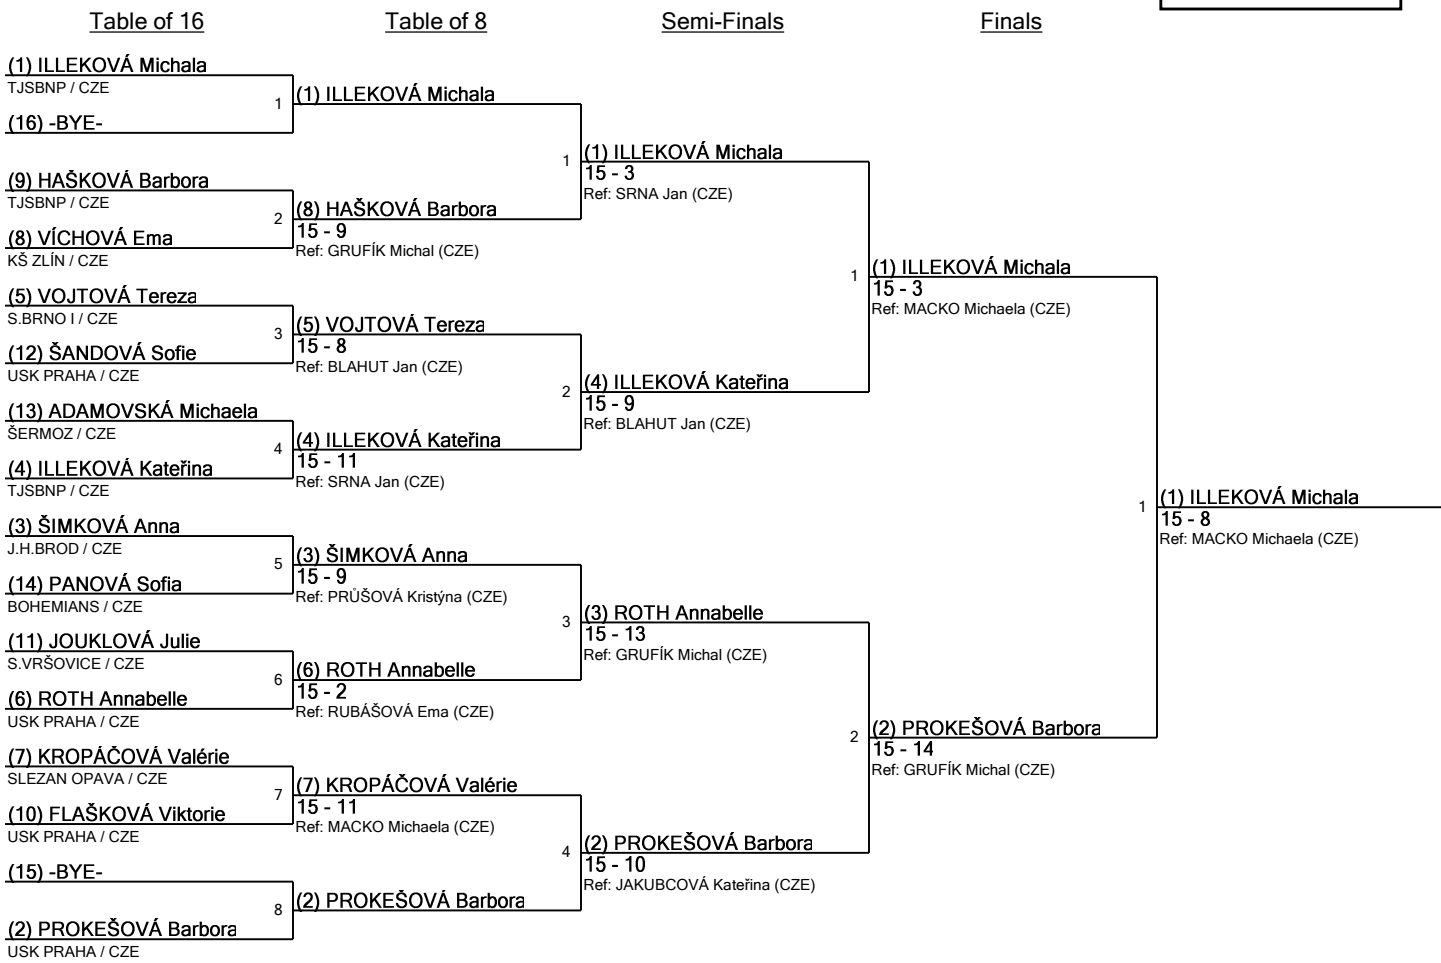 Table of 16
Table of 8
Semi-Finals
Finals
(1) ILLEKOVÁ Michala
TJSBNP / CZE
(16) -BYE-
(9) HAŠKOVÁ Barbora
TJSBNP / CZE
(8) VÍCHOVÁ Ema
KŠ ZLÍN / CZE
(5) VOJTOVÁ Tereza
S.BRNO I / CZE
(12) ŠANDOVÁ Sofie
USK PRAHA / CZE
(13) ADAMOVSKÁ Michaela
ŠERMOZ / CZE
(4) ILLEKOVÁ Kateřina
TJSBNP / CZE
(3) ŠIMKOVÁ Anna
J.H.BROD / CZE
(14) PANOVÁ Sofia
BOHEMIANS / CZE
(11) JOUKLOVÁ Julie
S.VRŠOVICE / CZE
(6) ROTH Annabelle
USK PRAHA / CZE
(7) KROPÁČOVÁ Valérie
SLEZAN OPAVA / CZE
(10) FLAŠKOVÁ Viktorie
USK PRAHA / CZE
(15) -BYE-
(2) PROKEŠOVÁ Barbora
USK PRAHA / CZE
1
(1) ILLEKOVÁ Michala
2
(8) HAŠKOVÁ Barbora
15 - 9
Ref: GRUFÍK Michal (CZE)
3
(5) VOJTOVÁ Tereza
15 - 8
Ref: BLAHUT Jan (CZE)
4
(4) ILLEKOVÁ Kateřina
15 - 11
Ref: SRNA Jan (CZE)
5
(3) ŠIMKOVÁ Anna
15 - 9
Ref: PRŮŠOVÁ Kristýna (CZE)
6
(6) ROTH Annabelle
15 - 2
Ref: RUBÁŠOVÁ Ema (CZE)
7
(7) KROPÁČOVÁ Valérie
15 - 11
Ref: MACKO Michaela (CZE)
8
(2) PROKEŠOVÁ Barbora
1
(1) ILLEKOVÁ Michala
15 - 3
Ref: SRNA Jan (CZE)
2
(4) ILLEKOVÁ Kateřina
15 - 9
Ref: BLAHUT Jan (CZE)
3
(3) ROTH Annabelle
15 - 13
Ref: GRUFÍK Michal (CZE)
4
(2) PROKEŠOVÁ Barbora
15 - 10
Ref: JAKUBCOVÁ Kateřina (CZE)
1
(1) ILLEKOVÁ Michala
15 - 3
Ref: MACKO Michaela (CZE)
2
(2) PROKEŠOVÁ Barbora
15 - 14
Ref: GRUFÍK Michal (CZE)
1
(1) ILLEKOVÁ Michala
15 - 8
Ref: MACKO Michaela (CZE)